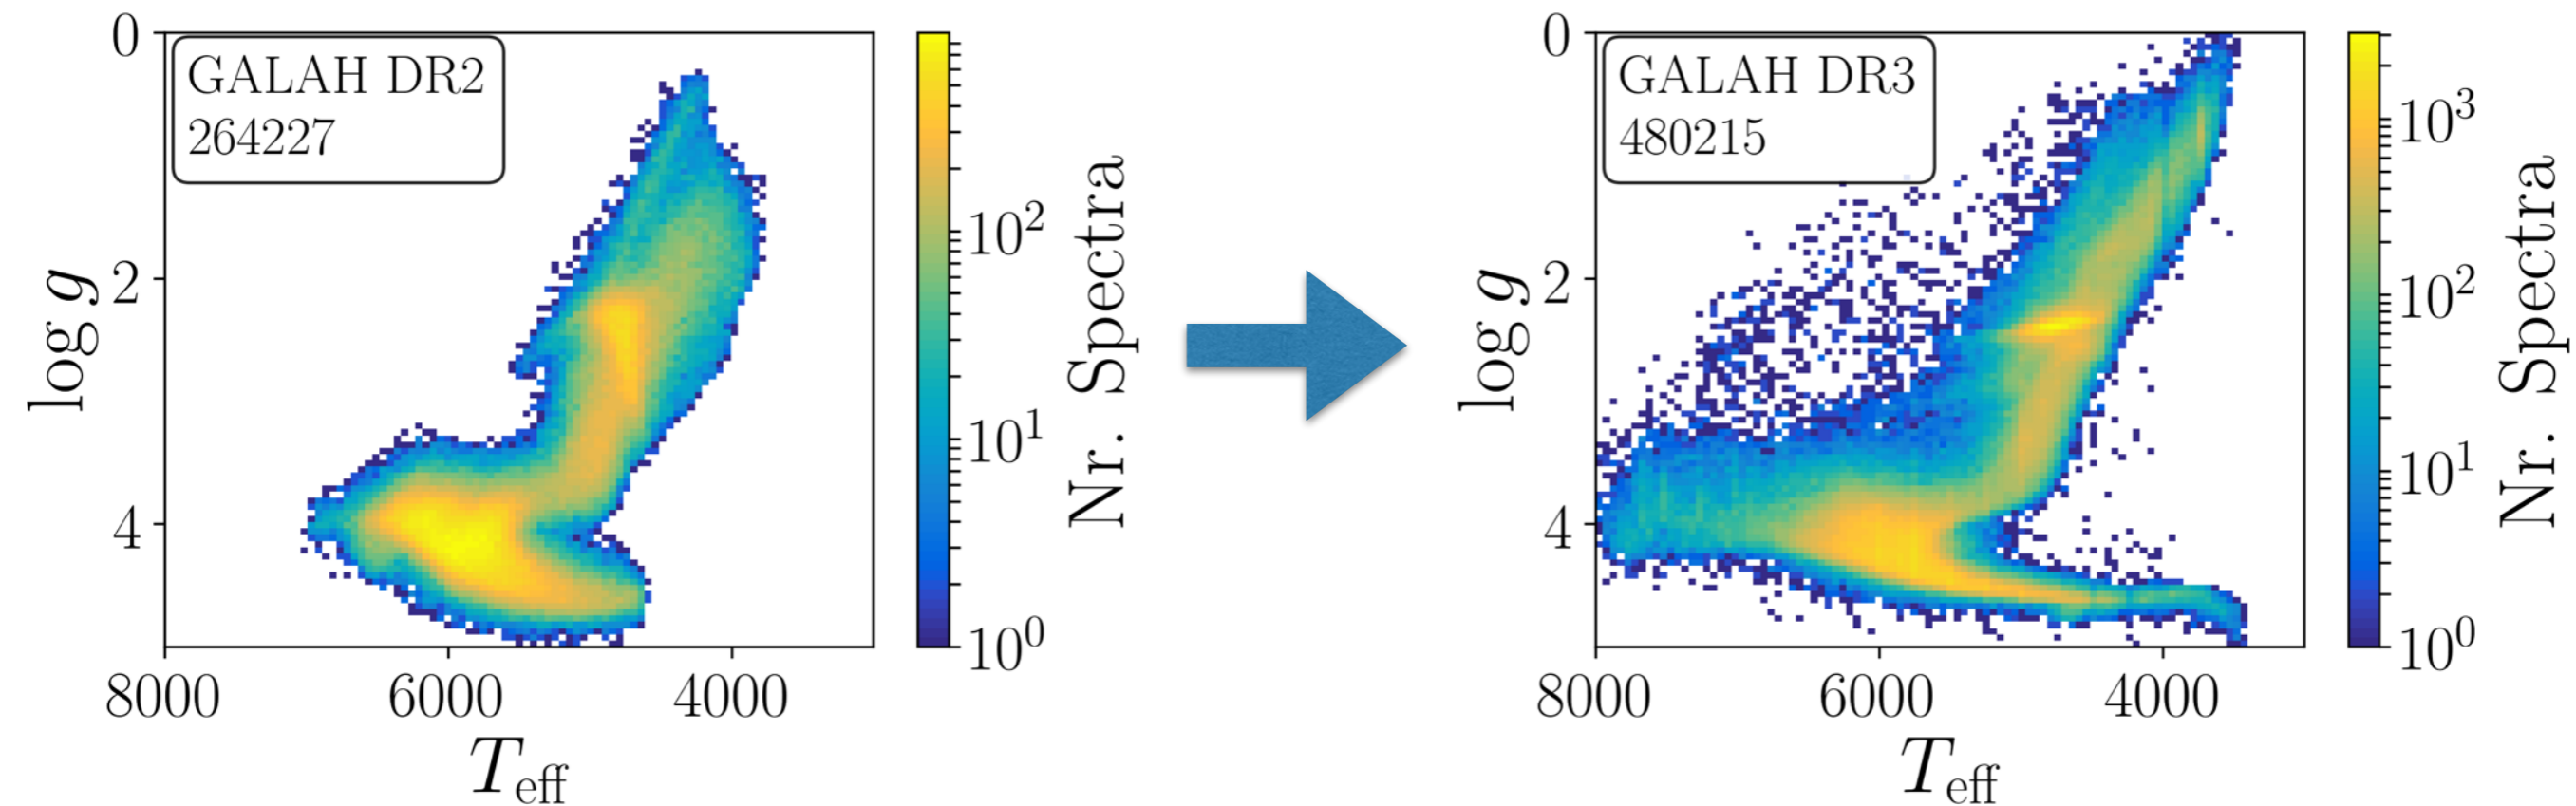 GALAH DR2
264227
0
2
4
log g
8000 6000 4000
T_eff
10^2
10^1
10^0
Nr. Spectra
GALAH DR3
480215
0
2
4
log g
8000 6000 4000
T_eff
10^3
10^2
10^1
10^0
Nr. Spectra